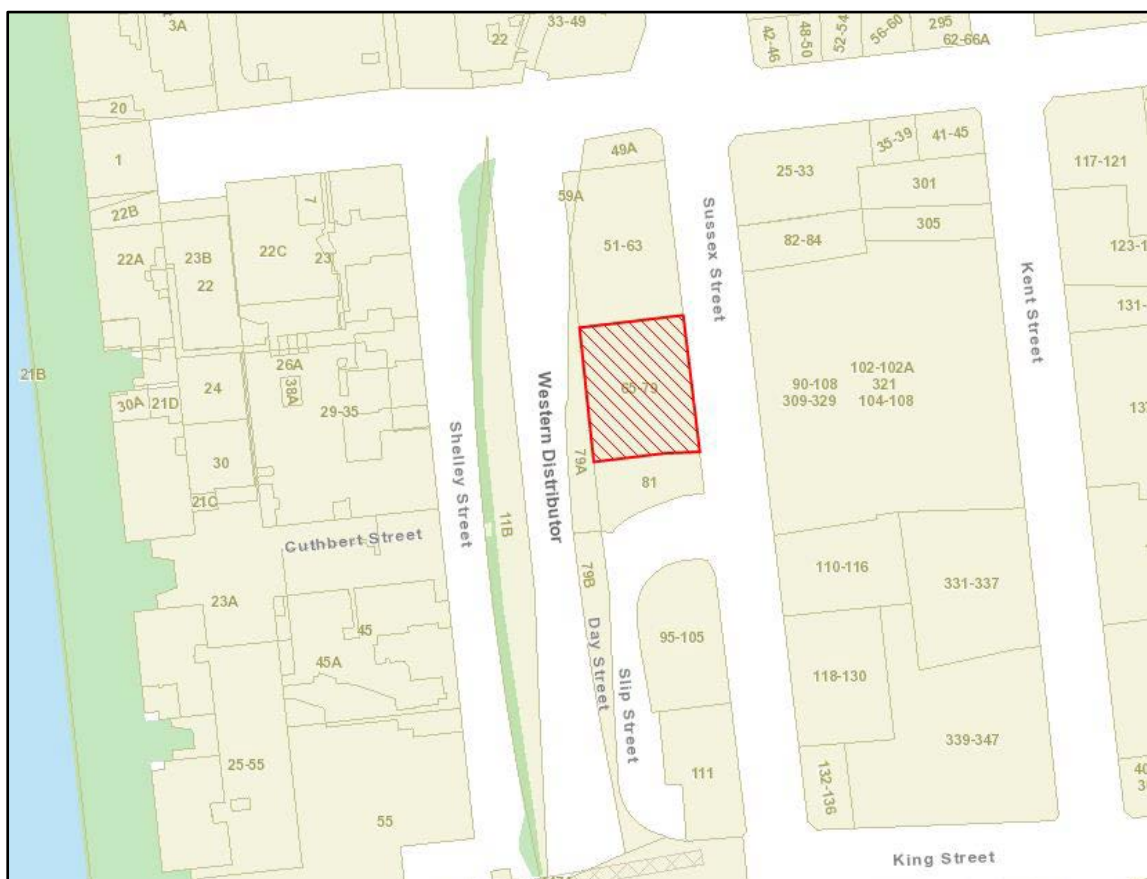 3A
22
33-49
42-46
48-50
52-54
56-60
295
62-66A
20
1
22B
22A
23B
22
22C
7
23
49A
59A
51-63
Sussex Street
25-33
35-39
41-45
301
305
82-84
117-121
Kent Street
131-
21B
26A
38A
29-35
24
30A
21D
30
21C
Shelley Street
Western Distributor
65-79
79A
81
102-102A
90-108
321
309-329
104-108
11B
Cuthbert Street
23A
45
45A
79B
Day Street
Slip Street
95-105
110-116
331-337
118-130
339-347
25-55
55
111
132-136
King Street